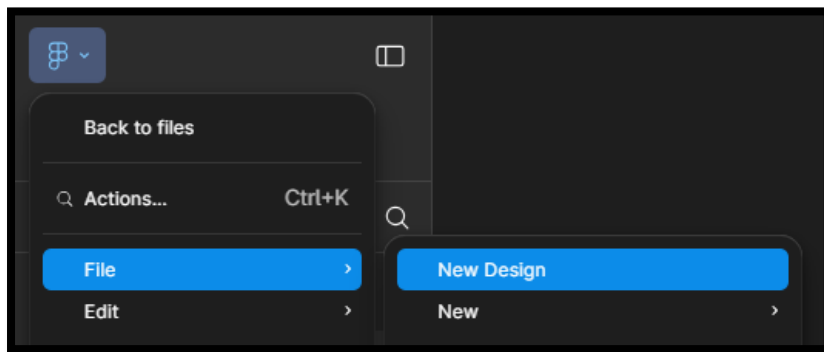 Back to files
Actions... Ctrl+K
File
New Design
Edit
New